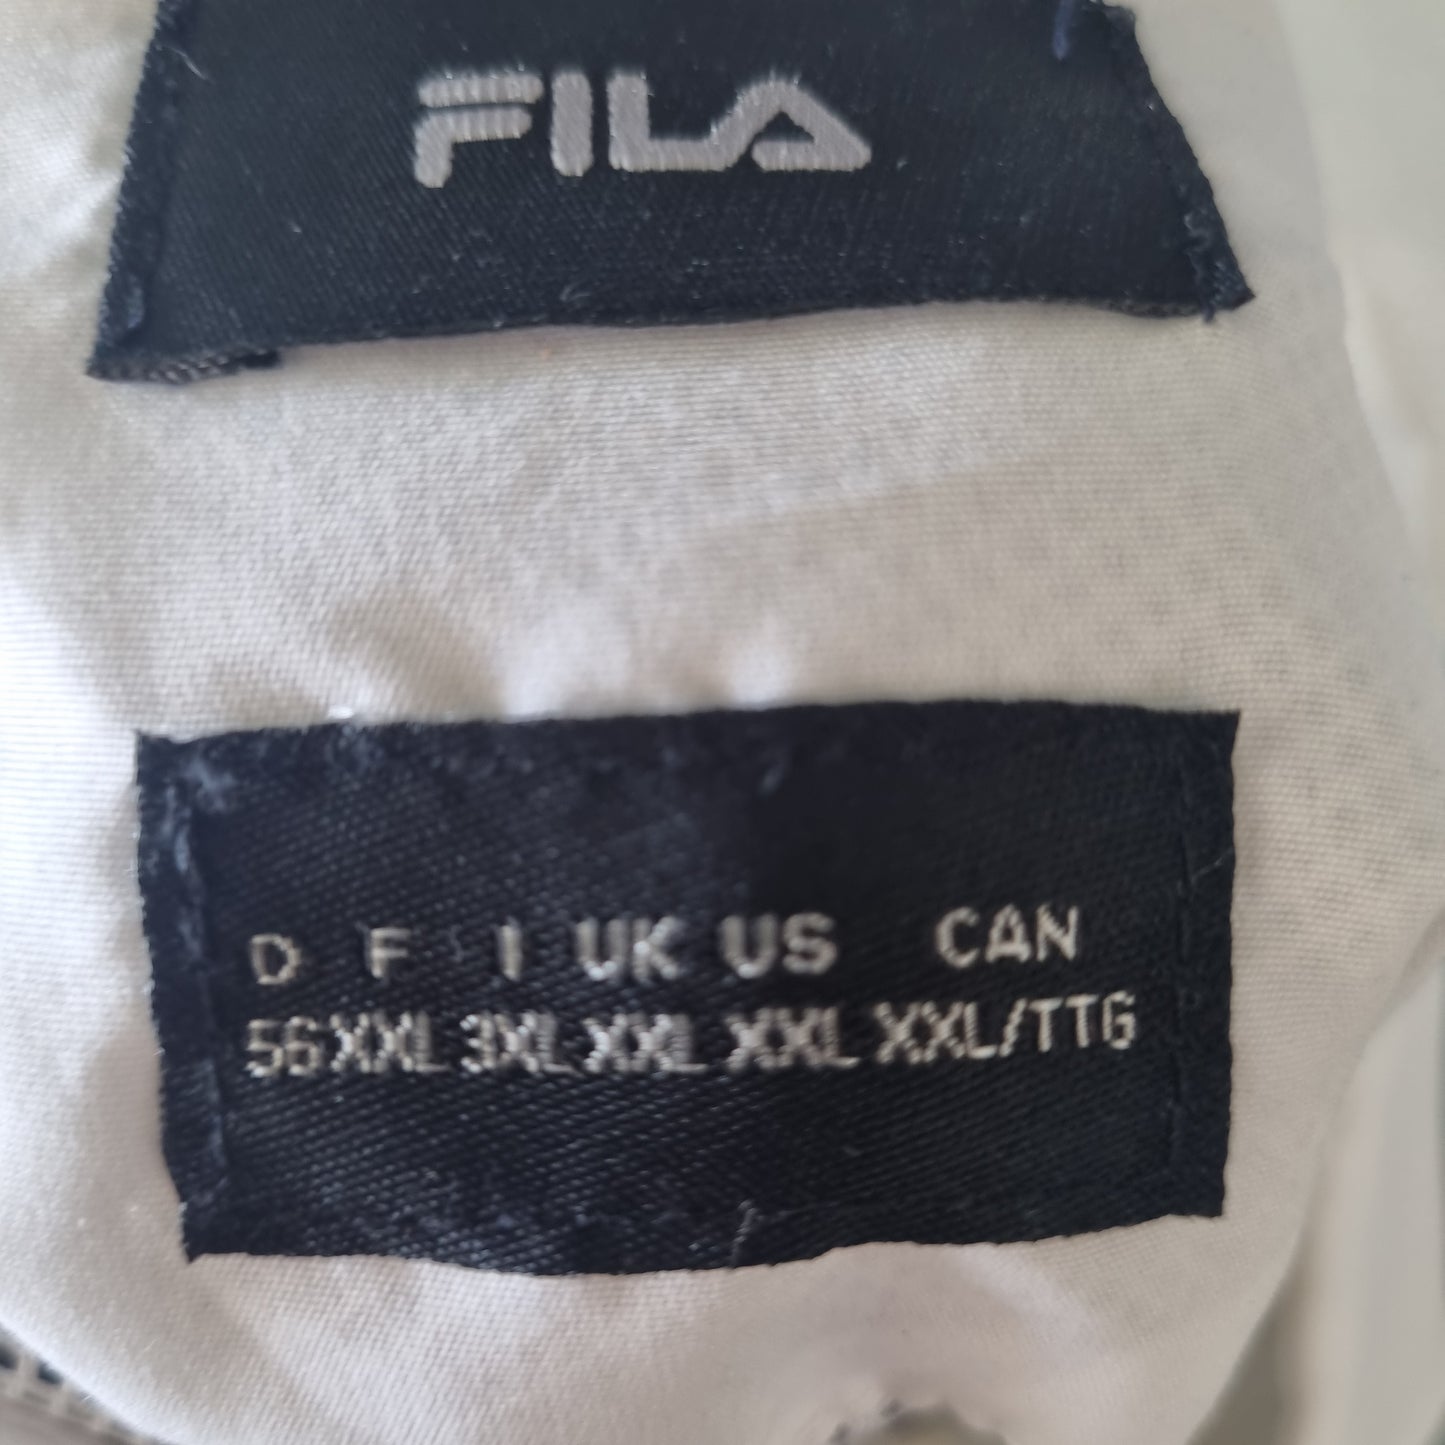 FILA
D F I UK US CAN
56 XXL 3XL XXL XXL XXL/TTG